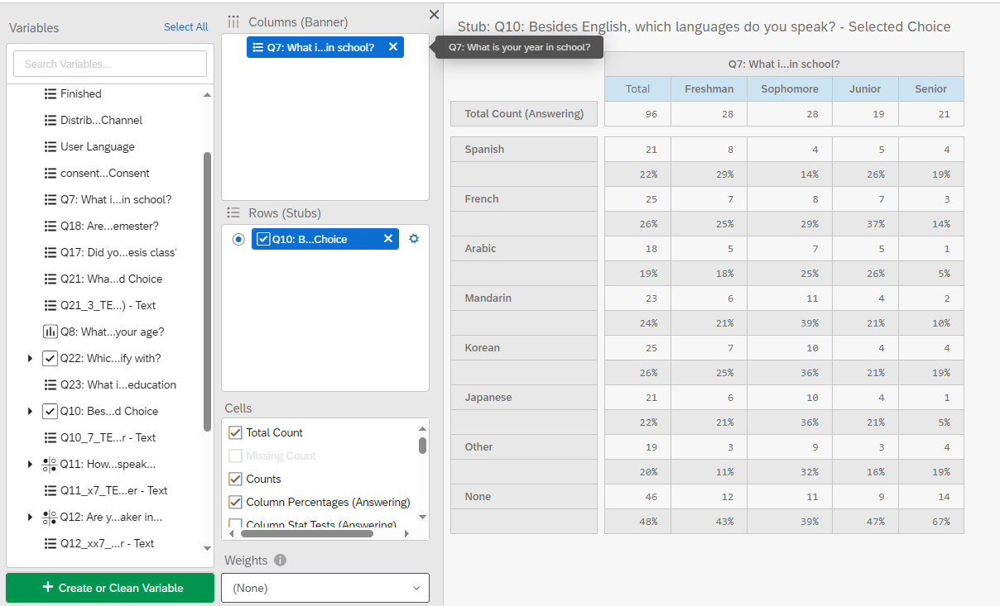 Variables
Select All
Search Variables...
Finished
Distrib...Channel
User Language
consent...Consent
Q7: What i...in school?
Q18: Are...emester?
Q17: Did yo...esis class'
Q21: Wha...d Choice
Q21_3_TE...) - Text
Q8: What...your age?
Q22: Whic...ify with?
Q23: What i...education
Q10: Bes...d Choice
Q10_7_TE...r - Text
Q11: How...speak...
Q11_x7_TE...er - Text
Q12: Are y...aker in...
Q12_xx7_...r - Text
+ Create or Clean Variable
Columns (Banner)
Q7: What i...in school?
Q7: What is your year in school?
Rows (Stubs)
Q10: B...Choice
Cells
Total Count
Missing Count
Counts
Column Percentages (Answering)
Column Stat Tests (Answering)
Weights
(None)
Stub: Q10: Besides English, which languages do you speak? - Selected Choice
Q7: What i...in school?
Total Freshman Sophomore Junior Senior
Total Count (Answering) 96 28 28 19 21
Spanish 21 8 4 5 4
22% 29% 14% 26% 19%
French 25 7 8 7 3
26% 25% 29% 37% 14%
Arabic 18 5 7 5 1
19% 18% 25% 26% 5%
Mandarin 23 6 11 4 2
24% 21% 39% 21% 10%
Korean 25 7 10 4 4
26% 25% 36% 21% 19%
Japanese 21 6 10 4 1
22% 21% 36% 21% 5%
Other 19 3 9 3 4
20% 11% 32% 16% 19%
None 46 12 11 9 14
48% 43% 39% 47% 67%